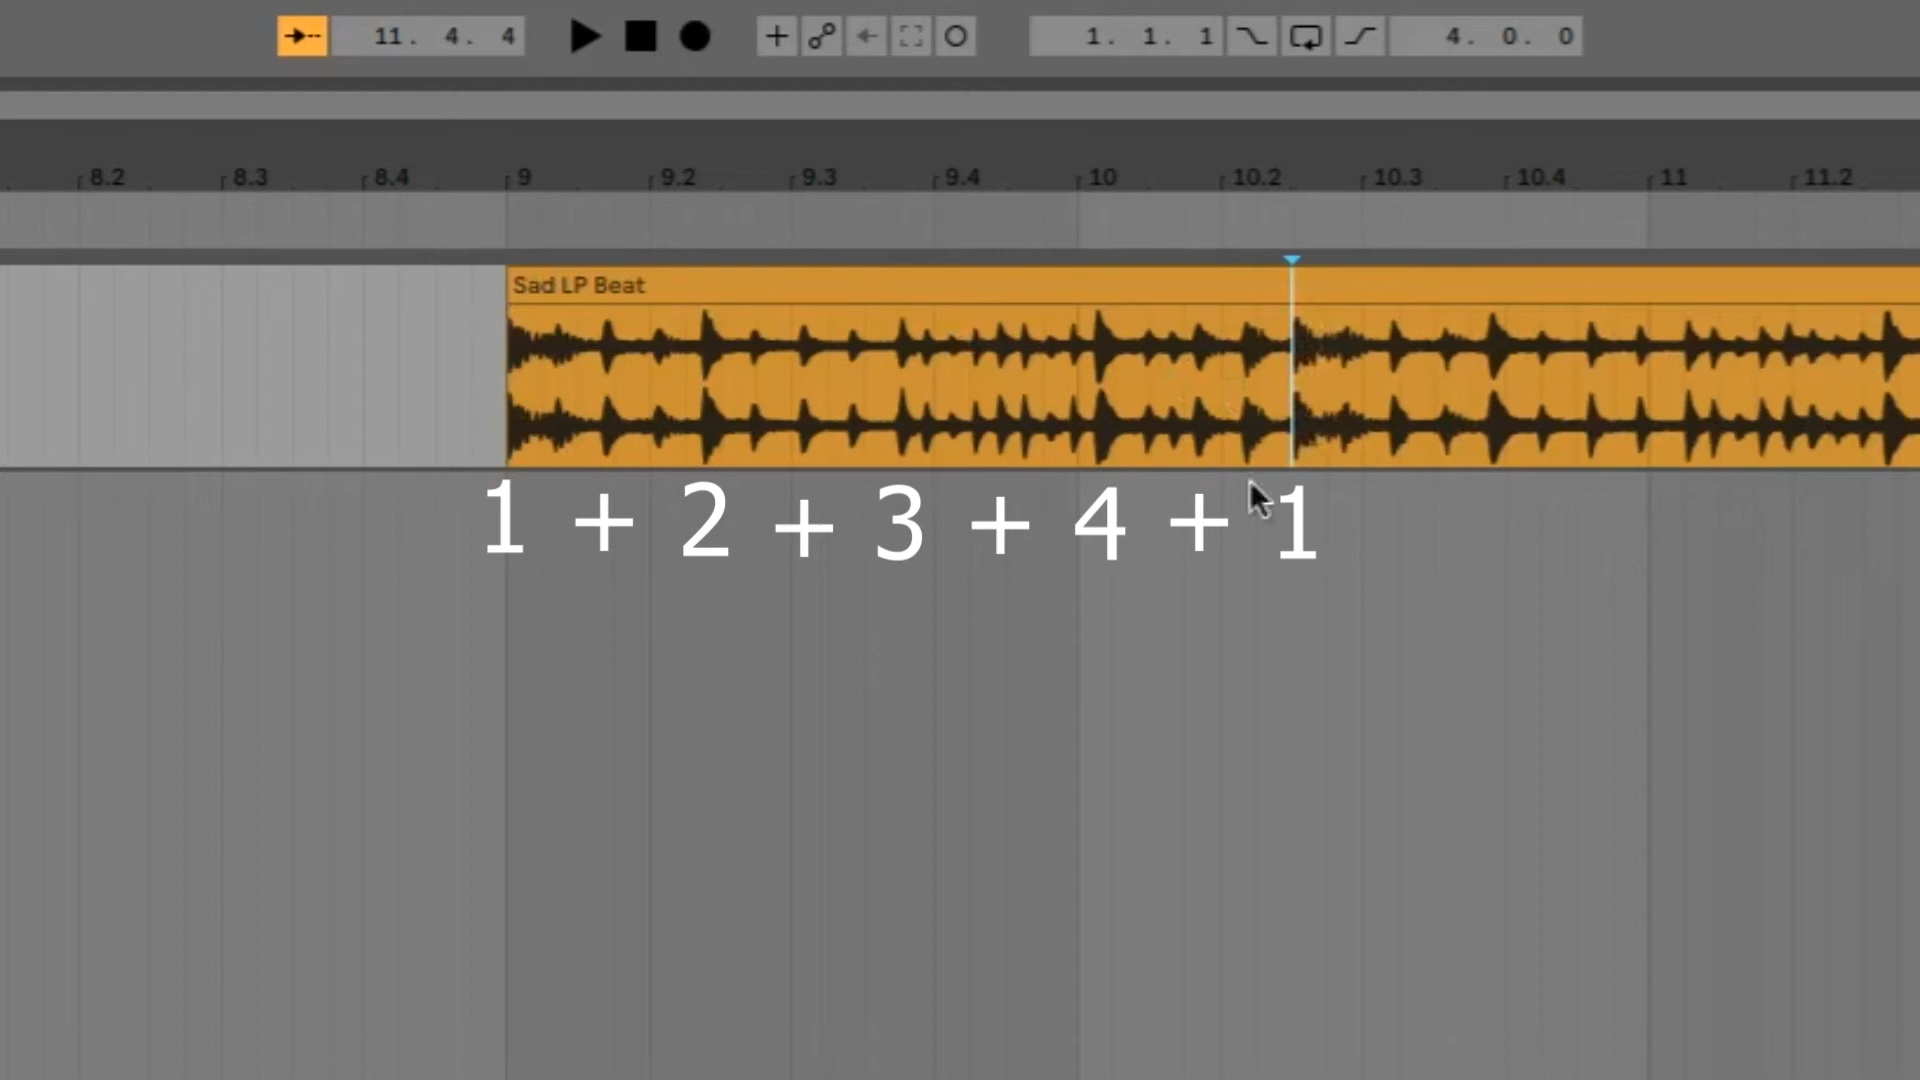 11. 4. 4 1. 1. 1 4. 0. 0
8.2 8.3 8.4 9 9.2 9.3 9.4 10 10.2 10.3 10.4 11 11.2
Sad LP Beat
1 + 2 + 3 + 4 + 1